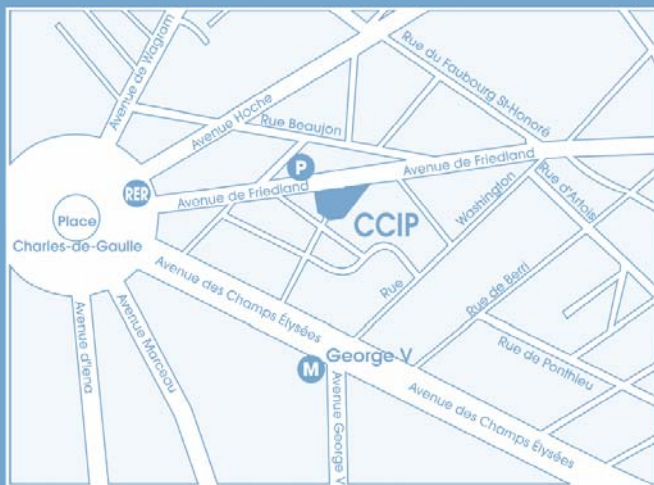 Avenue de Wagram
Avenue Hoche
Rue du Faubourg St-Honoré
Rue Beaujon
P
Avenue de Friedland
RER
Avenue de Friedland
Washington
Rue d'Artois
Place
Charles-de-Gaulle
CCIP
Rue
Rue de Berri
Avenue des Champs Élysées
Avenue d'Iena
Avenue Marceau
M
George V
Rue de Ponthieu
Avenue George V
Avenue des Champs Élysées